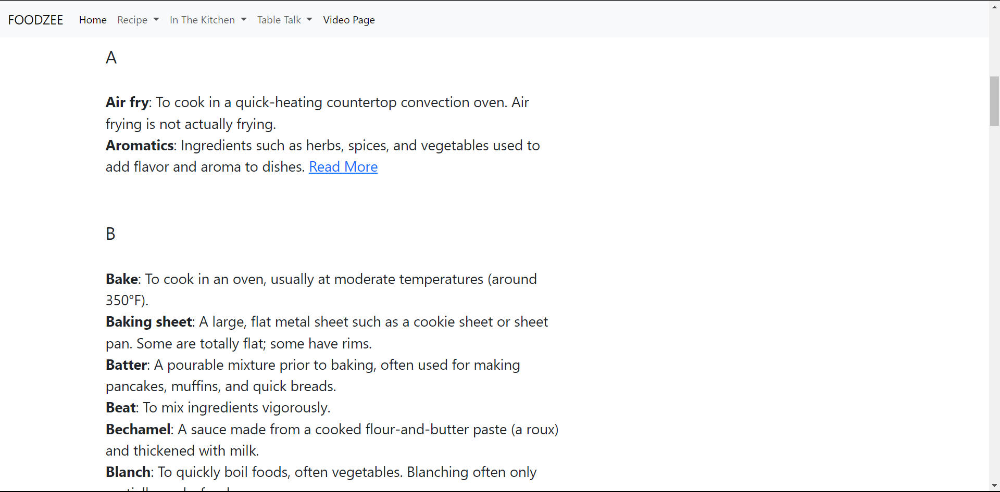 FOODZEE Home Recipe In The Kitchen Table Talk Video Page
A
Air fry: To cook in a quick-heating countertop convection oven. Air
frying is not actually frying.
Aromatics: Ingredients such as herbs, spices, and vegetables used to
add flavor and aroma to dishes. Read More
B
Bake: To cook in an oven, usually at moderate temperatures (around
350°F).
Baking sheet: A large, flat metal sheet such as a cookie sheet or sheet
pan. Some are totally flat; some have rims.
Batter: A pourable mixture prior to baking, often used for making
pancakes, muffins, and quick breads.
Beat: To mix ingredients vigorously.
Bechamel: A sauce made from a cooked flour-and-butter paste (a roux)
and thickened with milk.
Blanch: To quickly boil foods, often vegetables. Blanching often only